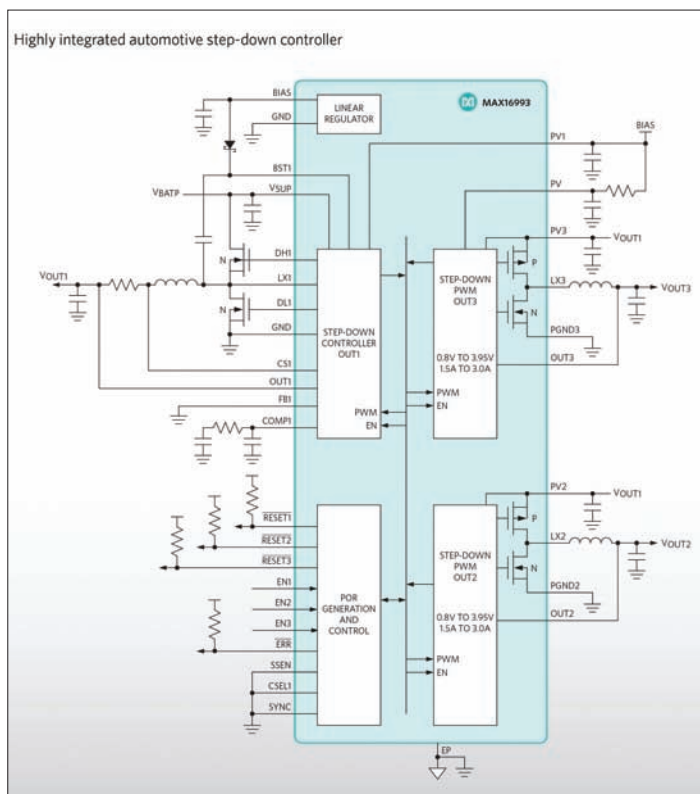 Highly integrated automotive step-down controller
MAX16993
BIAS
GND
LINEAR
REGULATOR
BST1
VBATP
VSUP
PV1
BIAS
PV
PV3
VOUT1
P
LX3
VOUT3
N
PGND3
OUT3
STEP-DOWN
PWM
OUT3
0.8V TO 3.95V
1.5A TO 3.0A
PWM
EN
N
DH1
VOUT1
LX1
N
DL1
GND
CS1
OUT1
FB1
COMP1
STEP-DOWN
CONTROLLER
OUT1
PWM
EN
RESET1
RESET2
RESET3
EN1
EN2
EN3
ERR
SSEN
CSEL1
SYNC
POR
GENERATION
AND
CONTROL
STEP-DOWN
PWM
OUT2
0.8V TO 3.95V
1.5A TO 3.0A
PWM
EN
PV2
VOUT1
P
LX2
VOUT2
N
PGND2
OUT2
EP